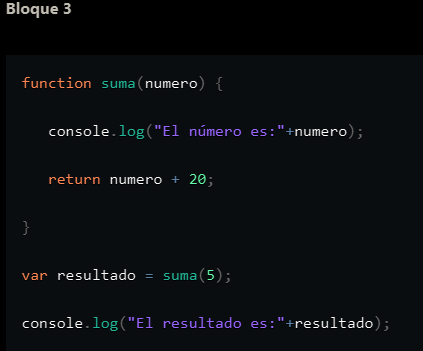 Bloque 3
function suma(numero) {
console.log("El número es:"+numero);
return numero + 20;
}
var resultado = suma(5);
console.log("El resultado es:"+resultado);